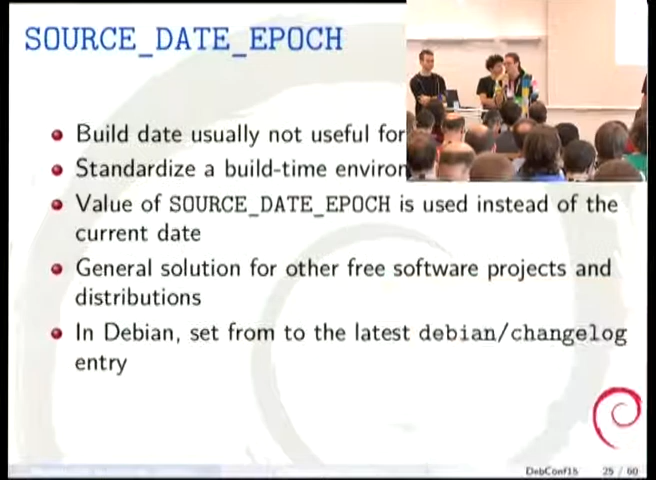 SOURCE_DATE_EPOCH
Build date usually not useful for
Standardize a build-time environ
Value of SOURCE_DATE_EPOCH is used instead of the
current date
General solution for other free software projects and
distributions
In Debian, set from to the latest debian/changelog
entry
DebConf15 25 / 60